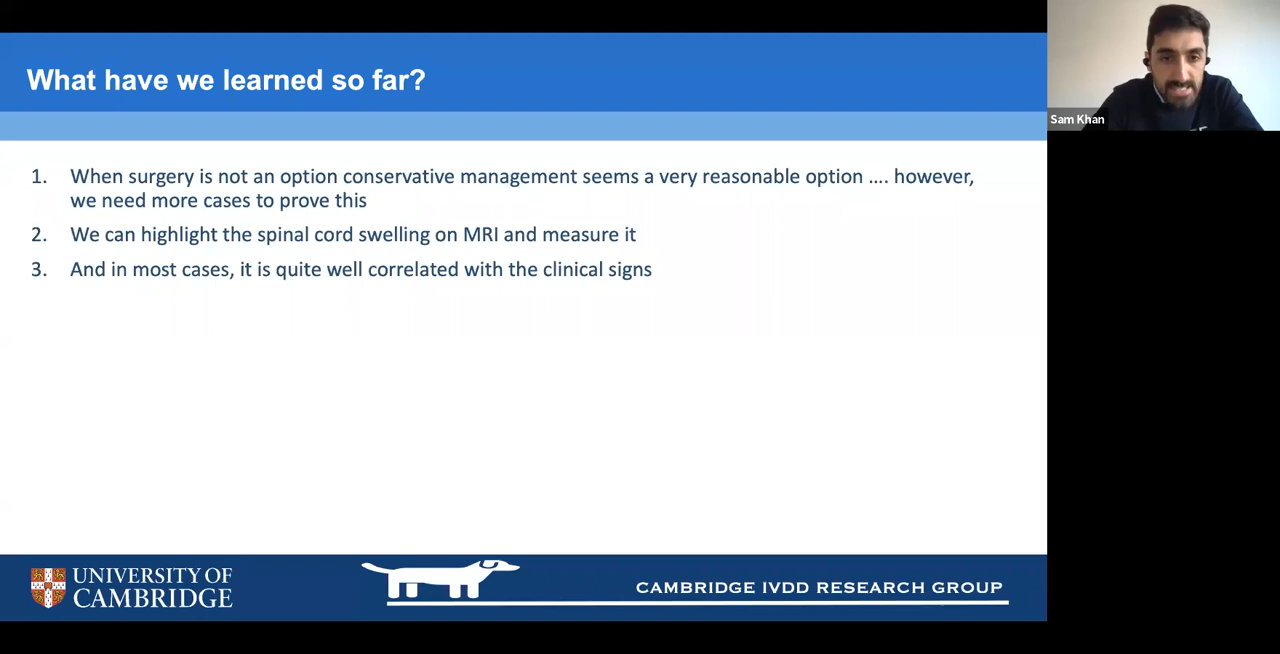 What have we learned so far?
Sam Khan
1. When surgery is not an option conservative management seems a very reasonable option .... however,
we need more cases to prove this
2. We can highlight the spinal cord swelling on MRI and measure it
3. And in most cases, it is quite well correlated with the clinical signs
UNIVERSITY OF
CAMBRIDGE
CAMBRIDGE IVDD RESEARCH GROUP